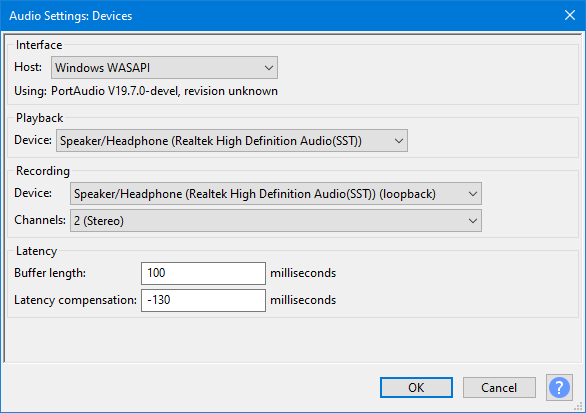 Audio Settings: Devices
Interface
Host: Windows WASAPI
Using: PortAudio V19.7.0-devel, revision unknown
Playback
Device: Speaker/Headphone (Realtek High Definition Audio(SST))
Recording
Device: Speaker/Headphone (Realtek High Definition Audio(SST)) (loopback)
Channels: 2 (Stereo)
Latency
Buffer length: 100 milliseconds
Latency compensation: -130 milliseconds
OK Cancel ?